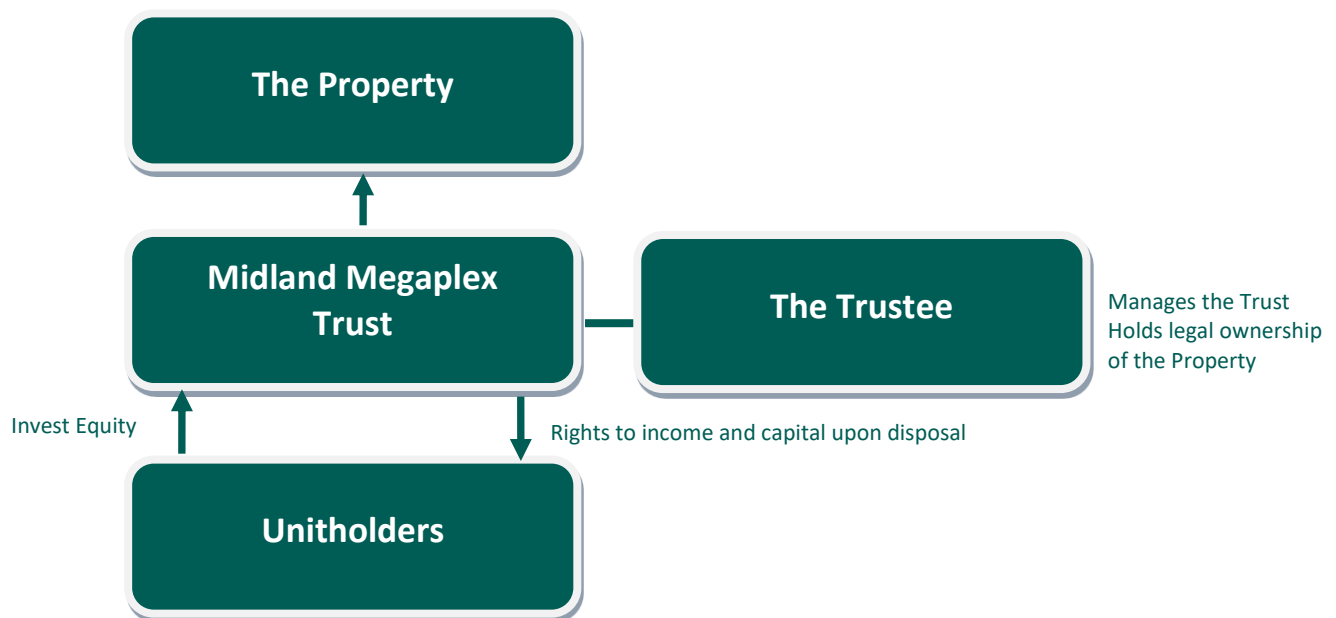 The Property
Midland Megaplex
Trust
The Trustee
Manages the Trust
Holds legal ownership
of the Property
Invest Equity
Rights to income and capital upon disposal
Unitholders